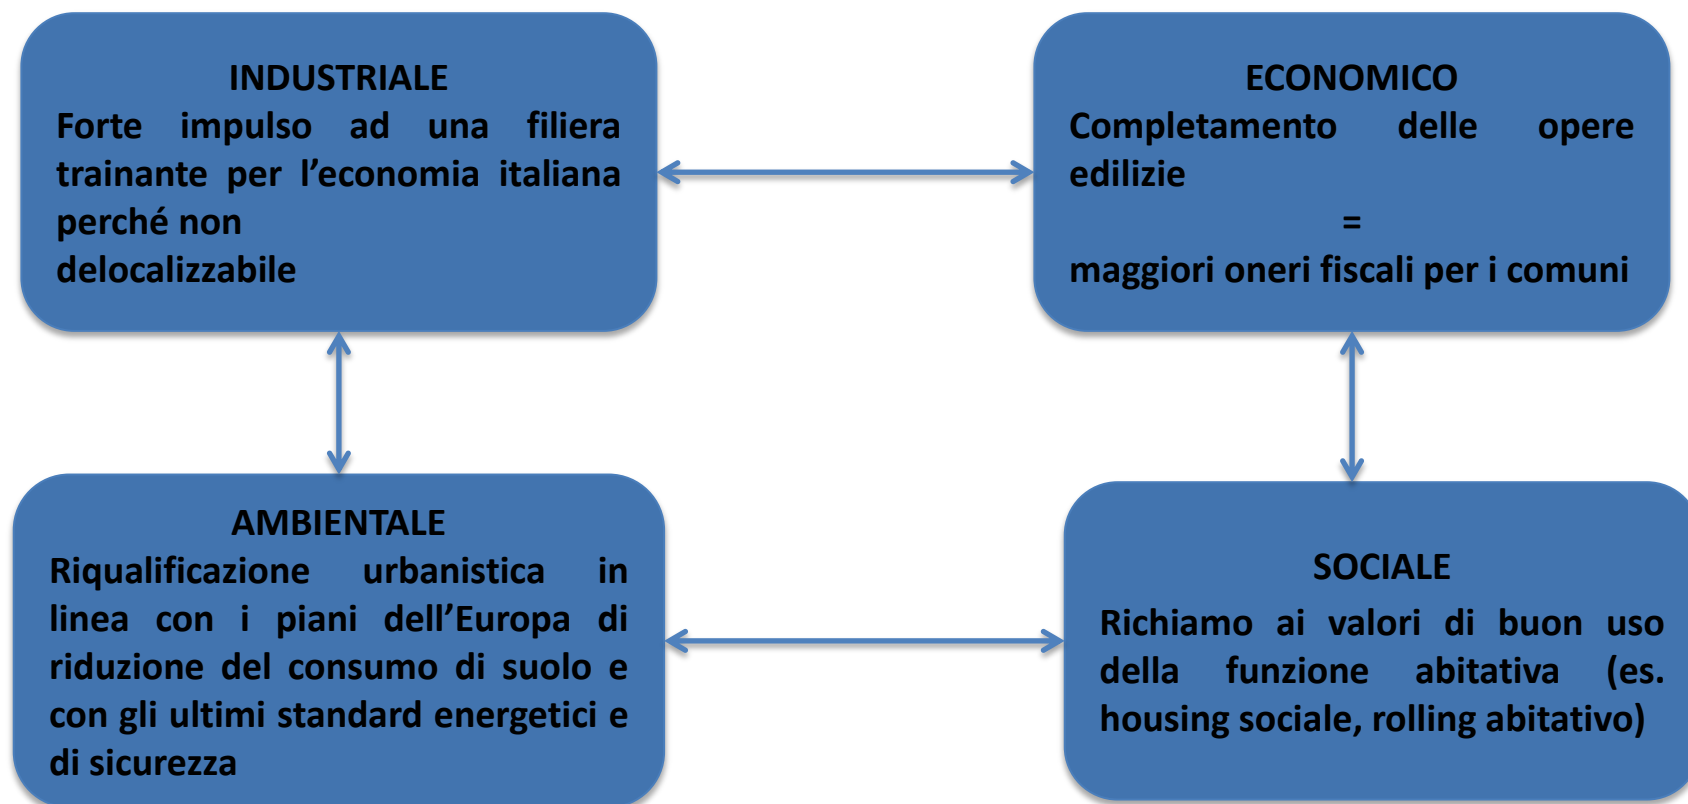 INDUSTRIALE
Forte impulso ad una filiera
trainante per l’economia italiana
perché non
delocalizzabile
ECONOMICO
Completamento delle opere
edilizie
=
maggiori oneri fiscali per i comuni
AMBIENTALE
Riqualificazione urbanistica in
linea con i piani dell’Europa di
riduzione del consumo di suolo e
con gli ultimi standard energetici e
di sicurezza
SOCIALE
Richiamo ai valori di buon uso
della funzione abitativa (es.
housing sociale, rolling abitativo)